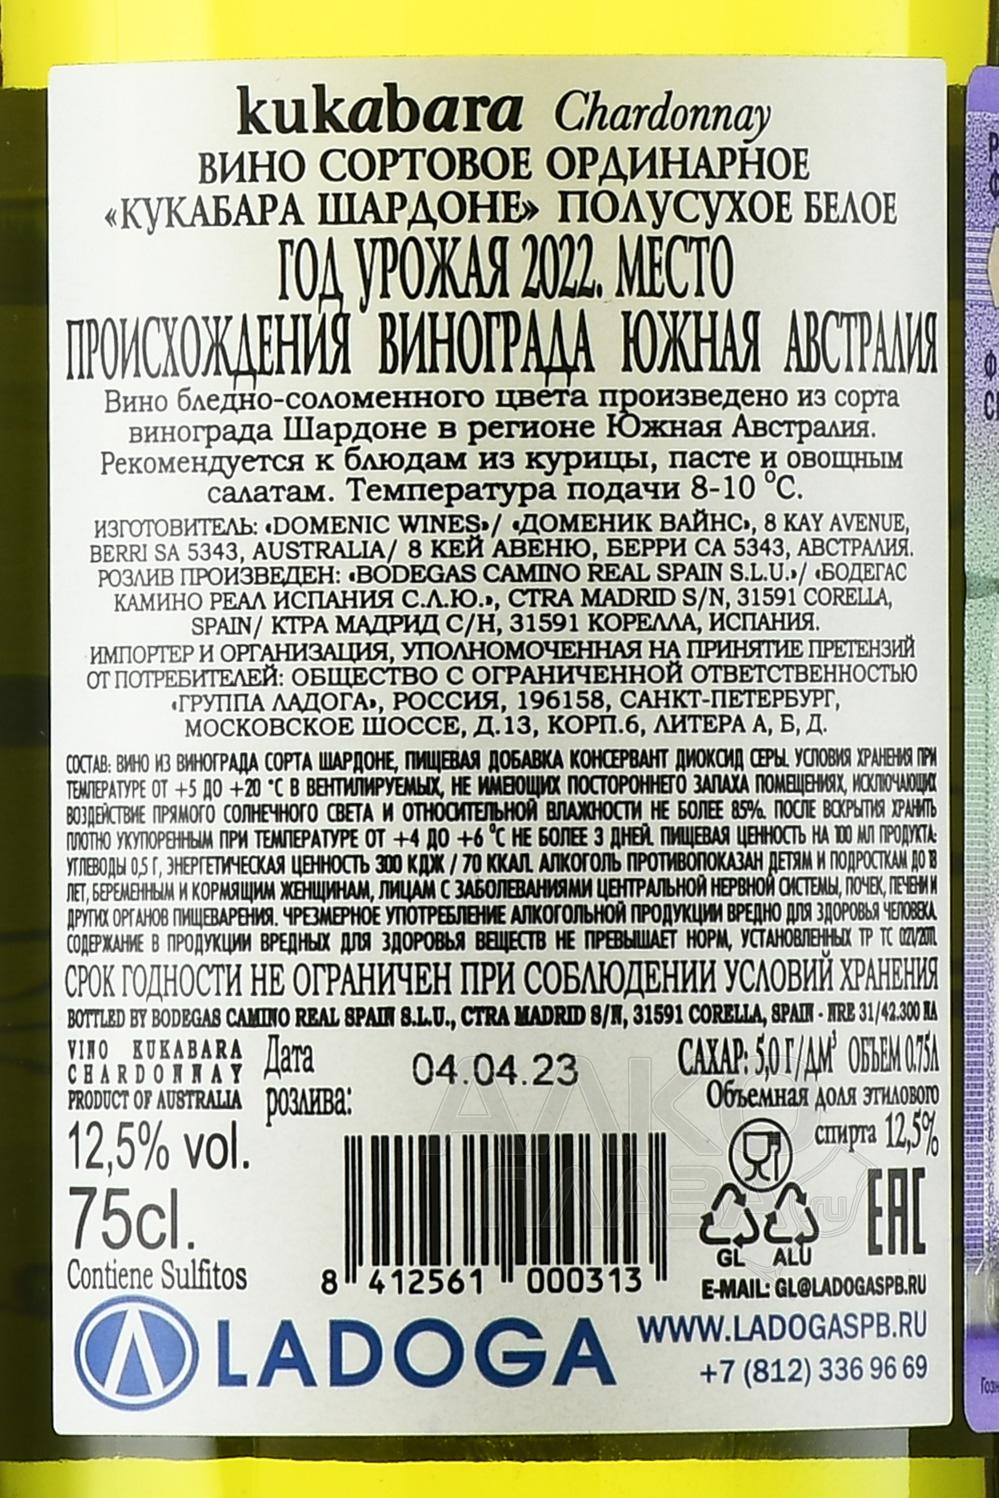 kukabara Chardonnay
ВИНО СОРТОВОЕ ОРДИНАРНОЕ
«КУКАБАРА ШАРДОНЕ» ПОЛУСУХОЕ БЕЛОЕ
ГОД УРОЖАЯ 2022. МЕСТО
ПРОИСХОЖДЕНИЯ ВИНОГРАДА ЮЖНАЯ АВСТРАЛИЯ
Вино бледно-соломенного цвета произведено из сорта
винограда Шардоне в регионе Южная Австралия.
Рекомендуется к блюдам из курицы, пасте и овощным
салатам. Температура подачи 8-10 °С.
ИЗГОТОВИТЕЛЬ: «DOMENIC WINES»/ «ДОМЕНИК ВАЙНС», 8 KAY AVENUE,
BERRI SA 5343, AUSTRALIA/ 8 КЕЙ АВЕНЮ, БЕРРИ СА 5343, АВСТРАЛИЯ.
РОЗЛИВ ПРОИЗВЕДЕН: «BODEGAS CAMINO REAL SPAIN S.L.U.»/ «БОДЕГАС
КАМИНО РЕАЛ ИСПАНИЯ С.Л.Ю.», CTRA MADRID S/N, 31591 CORELLA,
SPAIN/ КТРА МАДРИД С/Н, 31591 КОРЕЛЛА, ИСПАНИЯ.
ИМПОРТЕР И ОРГАНИЗАЦИЯ, УПОЛНОМОЧЕННАЯ НА ПРИНЯТИЕ ПРЕТЕНЗИЙ
ОТ ПОТРЕБИТЕЛЕЙ: ОБЩЕСТВО С ОГРАНИЧЕННОЙ ОТВЕТСТВЕННОСТЬЮ
«ГРУППА ЛАДОГА», РОССИЯ, 196158, САНКТ-ПЕТЕРБУРГ,
МОСКОВСКОЕ ШОССЕ, Д.13, КОРП.6, ЛИТЕРА А, Б, Д.
СОСТАВ: ВИНО ИЗ ВИНОГРАДА СОРТА ШАРДОНЕ, ПИЩЕВАЯ ДОБАВКА КОНСЕРВАНТ ДИОКСИД СЕРЫ. УСЛОВИЯ ХРАНЕНИЯ ПРИ
ТЕМПЕРАТУРЕ ОТ +5 ДО +20 °С В ВЕНТИЛИРУЕМЫХ, НЕ ИМЕЮЩИХ ПОСТОРОННЕГО ЗАПАХА ПОМЕЩЕНИЯХ, ИСКЛЮЧАЮЩИХ
ВОЗДЕЙСТВИЕ ПРЯМОГО СОЛНЕЧНОГО СВЕТА И ОТНОСИТЕЛЬНОЙ ВЛАЖНОСТИ НЕ БОЛЕЕ 85%. ПОСЛЕ ВСКРЫТИЯ ХРАНИТЬ
ПЛОТНО УКУПОРЕННЫМ ПРИ ТЕМПЕРАТУРЕ ОТ +4 ДО +6 °С НЕ БОЛЕЕ 3 ДНЕЙ. ПИЩЕВАЯ ЦЕННОСТЬ НА 100 МЛ ПРОДУКТА:
УГЛЕВОДЫ 0,5 Г, ЭНЕРГЕТИЧЕСКАЯ ЦЕННОСТЬ 300 КДЖ / 70 ККАЛ. АЛКОГОЛЬ ПРОТИВОПОКАЗАН ДЕТЯМ И ПОДРОСТКАМ ДО 18
ЛЕТ, БЕРЕМЕННЫМ И КОРМЯЩИМ ЖЕНЩИНАМ, ЛИЦАМ С ЗАБОЛЕВАНИЯМИ ЦЕНТРАЛЬНОЙ НЕРВНОЙ СИСТЕМЫ, ПОЧЕК, ПЕЧЕНИ И
ДРУГИХ ОРГАНОВ ПИЩЕВАРЕНИЯ. ЧРЕЗМЕРНОЕ УПОТРЕБЛЕНИЕ АЛКОГОЛЬНОЙ ПРОДУКЦИИ ВРЕДНО ДЛЯ ЗДОРОВЬЯ ЧЕЛОВЕКА.
СОДЕРЖАНИЕ В ПРОДУКЦИИ ВРЕДНЫХ ДЛЯ ЗДОРОВЬЯ ВЕЩЕСТВ НЕ ПРЕВЫШАЕТ НОРМ, УСТАНОВЛЕННЫХ ТР ТС 021/2011.
СРОК ГОДНОСТИ НЕ ОГРАНИЧЕН ПРИ СОБЛЮДЕНИИ УСЛОВИЙ ХРАНЕНИЯ
BOTTLED BY BODEGAS CAMINO REAL SPAIN S.L.U., CTRA MADRID S/N, 31591 CORELLA, SPAIN - NRE 31/42.300 NA
VINO KUKABARA
CHARDONNAY
PRODUCT OF AUSTRALIA
12,5% vol.
75cl.
Contiene Sulfitos
Дата
розлива:
04.04.23
САХАР: 5,0 Г/ДМ³ ОБЪЕМ 0.75Л
Объемная доля этилового
спирта 12,5%
GL ALU
EAC
8 412561 000313
E-MAIL: GL@LADOGASPB.RU
LADOGA
WWW.LADOGASPB.RU
+7 (812) 336 96 69